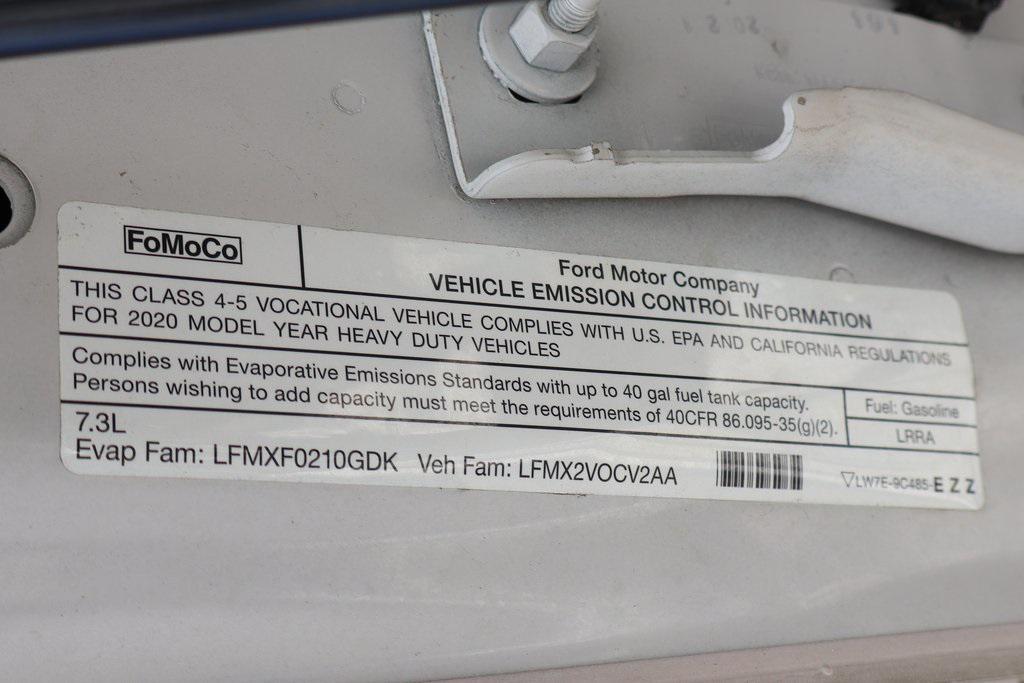 FoMoCo
Ford Motor Company
VEHICLE EMISSION CONTROL INFORMATION
THIS CLASS 4-5 VOCATIONAL VEHICLE COMPLIES WITH U.S. EPA AND CALIFORNIA REGULATIONS
FOR 2020 MODEL YEAR HEAVY DUTY VEHICLES
Complies with Evaporative Emissions Standards with up to 40 gal fuel tank capacity.
Persons wishing to add capacity must meet the requirements of 40CFR 86.095-35(g)(2).
Fuel: Gasoline
LRRA
7.3L
Evap Fam: LFMXF0210GDK Veh Fam: LFMX2VOCV2AA
LW7E-9C485-EZZ